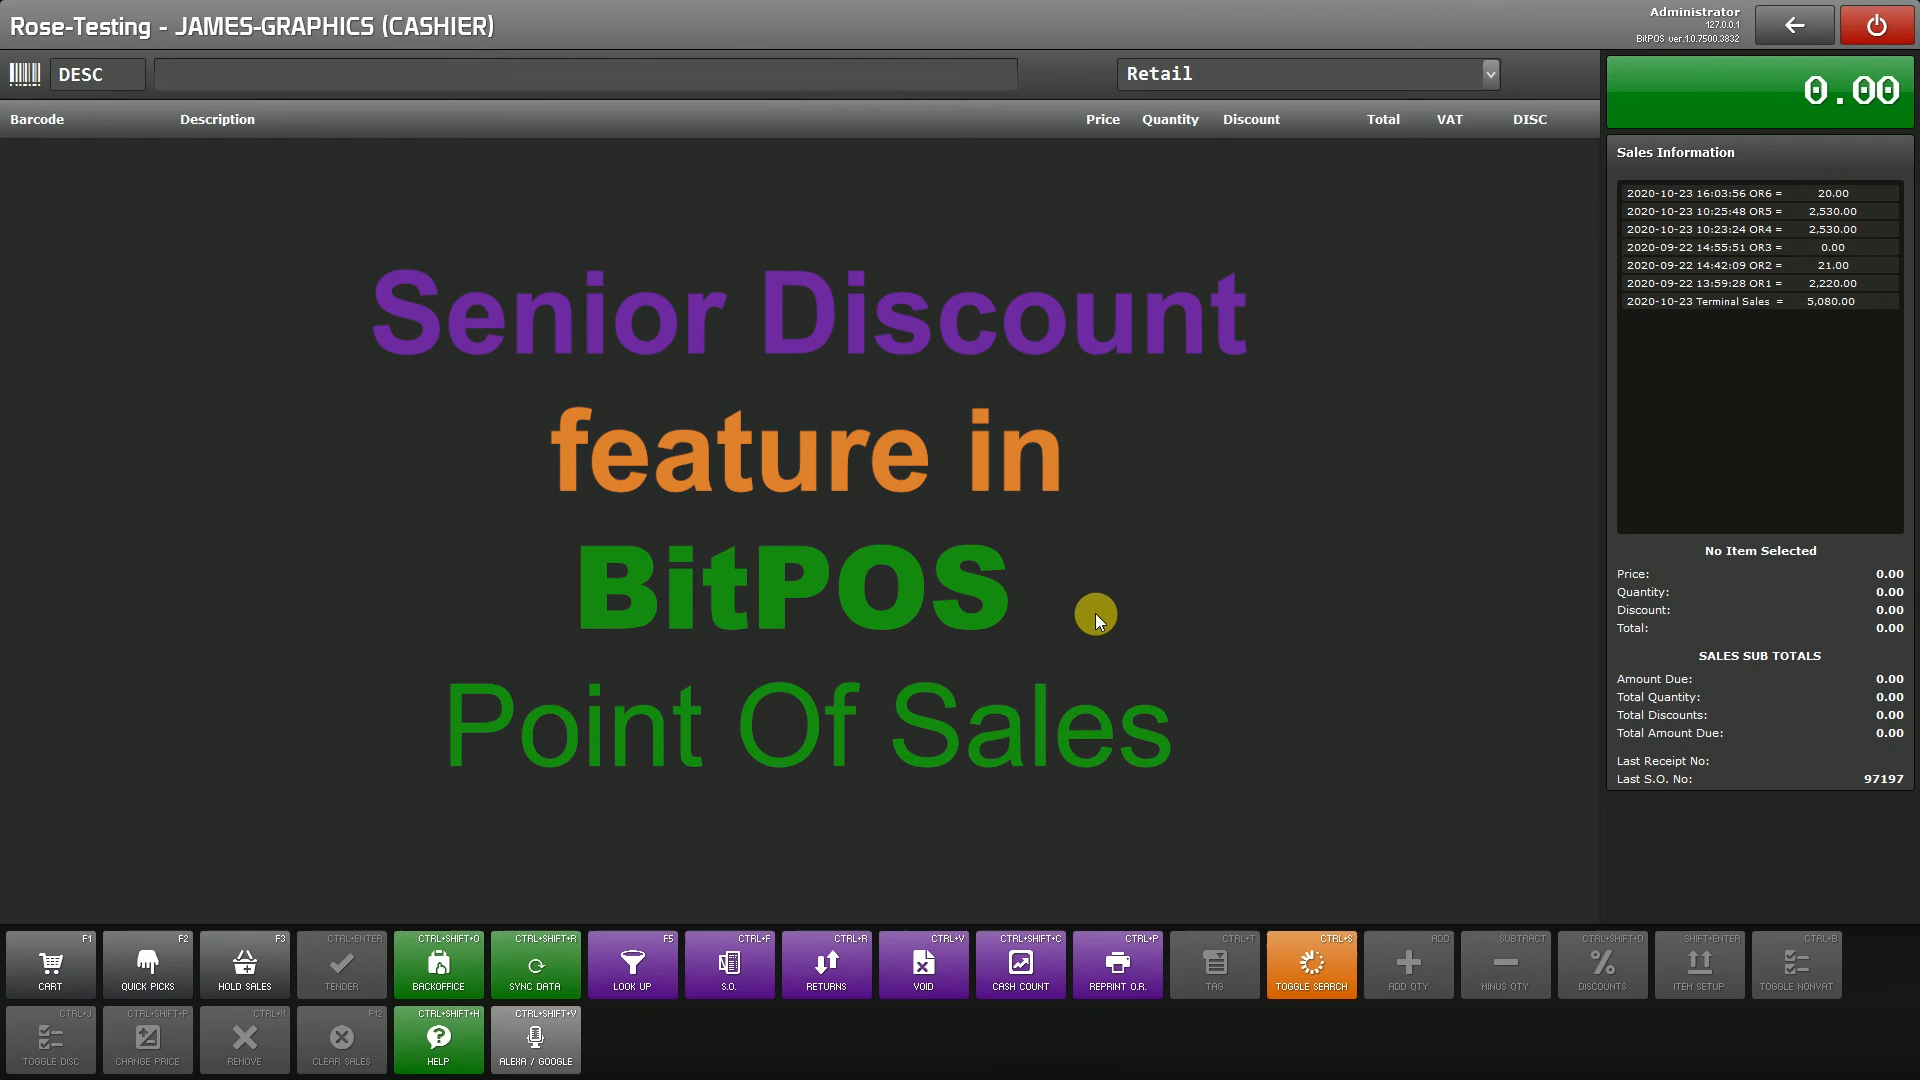 Rose-Testing - JAMES-GRAPHICS (CASHIER)
Administrator
127.0.0.1
BitPOS ver.1.0.7500.3832
DESC
Retail
0.00
Barcode Description Price Quantity Discount Total VAT DISC
Sales Information
2020-10-23 16:03:56 OR6 = 20.00
2020-10-23 10:25:48 OR5 = 2,530.00
2020-10-23 10:23:24 OR4 = 2,530.00
2020-09-22 14:55:51 OR3 = 0.00
2020-09-22 14:42:09 OR2 = 21.00
2020-09-22 13:59:28 OR1 = 2,220.00
2020-10-23 Terminal Sales = 5,080.00
Senior Discount
feature in
BitPOS
Point Of Sales
No Item Selected
Price: 0.00
Quantity: 0.00
Discount: 0.00
Total: 0.00
SALES SUB TOTALS
Amount Due: 0.00
Total Quantity: 0.00
Total Discounts: 0.00
Total Amount Due: 0.00
Last Receipt No:
Last S.O. No: 97197
F1 F2 F3 CTRL+ENTER CTRL+SHIFT+O CTRL+SHIFT+R F5 CTRL+F CTRL+R CTRL+V CTRL+SHIFT+C CTRL+P CTRL+T CTRL+S ADD SUBTRACT CTRL+SHIFT+D SHIFT+ENTER CTRL+B
CART QUICK PICKS HOLD SALES TENDER BACKOFFICE SYNC DATA LOOK UP S.O. RETURNS VOID CASH COUNT REPRINT O.R. TAG TOGGLE SEARCH ADD QTY MINUS QTY DISCOUNTS ITEM SETUP TOGGLE NONVAT
CTRL+J CTRL+SHIFT+P CTRL+X F12 CTRL+SHIFT+H CTRL+SHIFT+V
TOGGLE DISC CHANGE PRICE REMOVE CLEAR SALES HELP ALEXA / GOOGLE